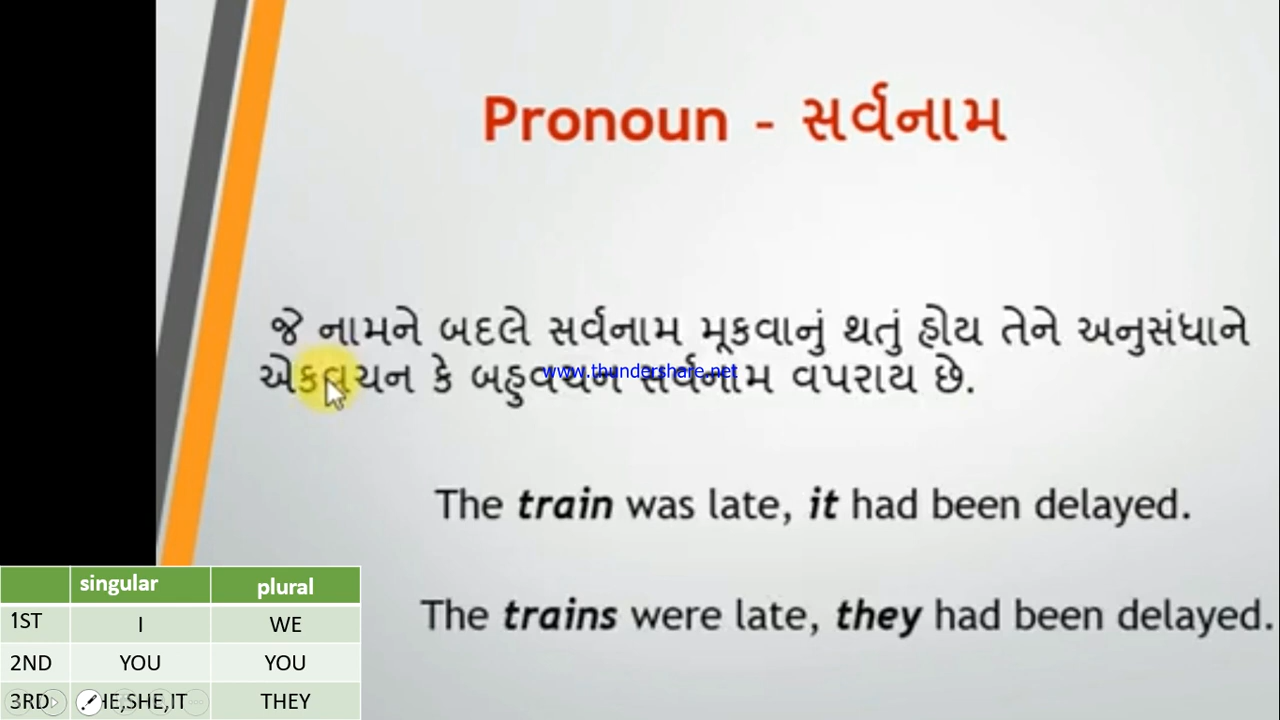 Pronoun - સર્વનામ
જે નામને બદલે સર્વનામ મૂકવાનું થતું હોય તેને અનુસંધાને
એકવચન કે બહુવચન સર્વનામ વપરાય છે.
www.thundershare.net
The train was late, it had been delayed.
The trains were late, they had been delayed.
singular plural
1ST I WE
2ND YOU YOU
3RD HE,SHE,IT THEY